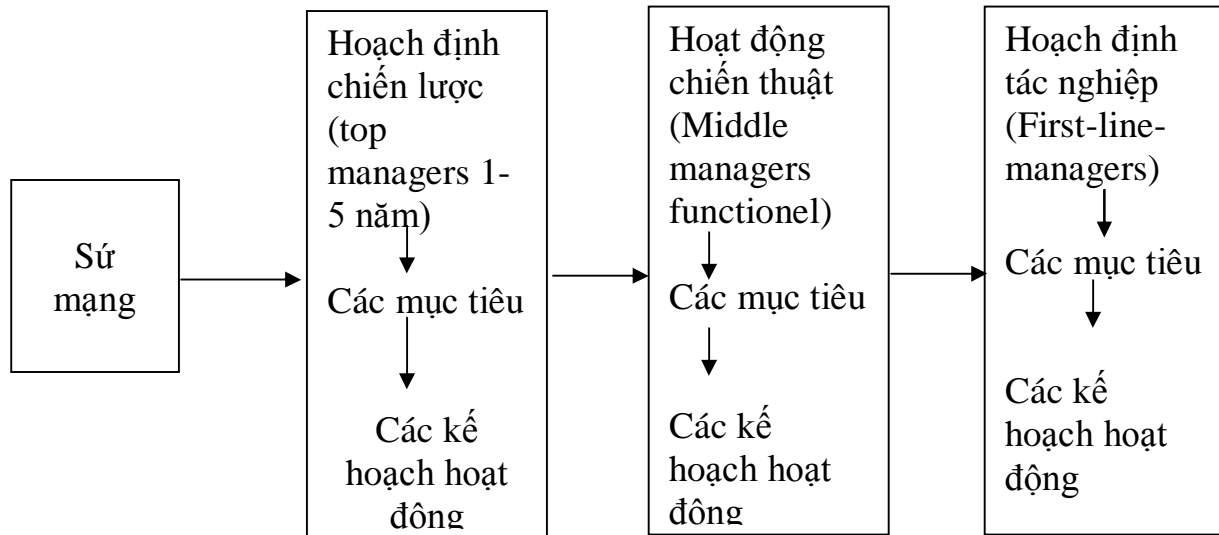 Sứ
mạng
Hoạch định
chiến lược
(top
managers 1-
5 năm)
Các mục tiêu
Các kế
hoạch hoạt
động
Hoạt động
chiến thuật
(Middle
managers
functionel)
Các mục tiêu
Các kế
hoạch hoạt
động
Hoạch định
tác nghiệp
(First-line-
managers)
Các mục tiêu
Các kế
hoạch hoạt
động